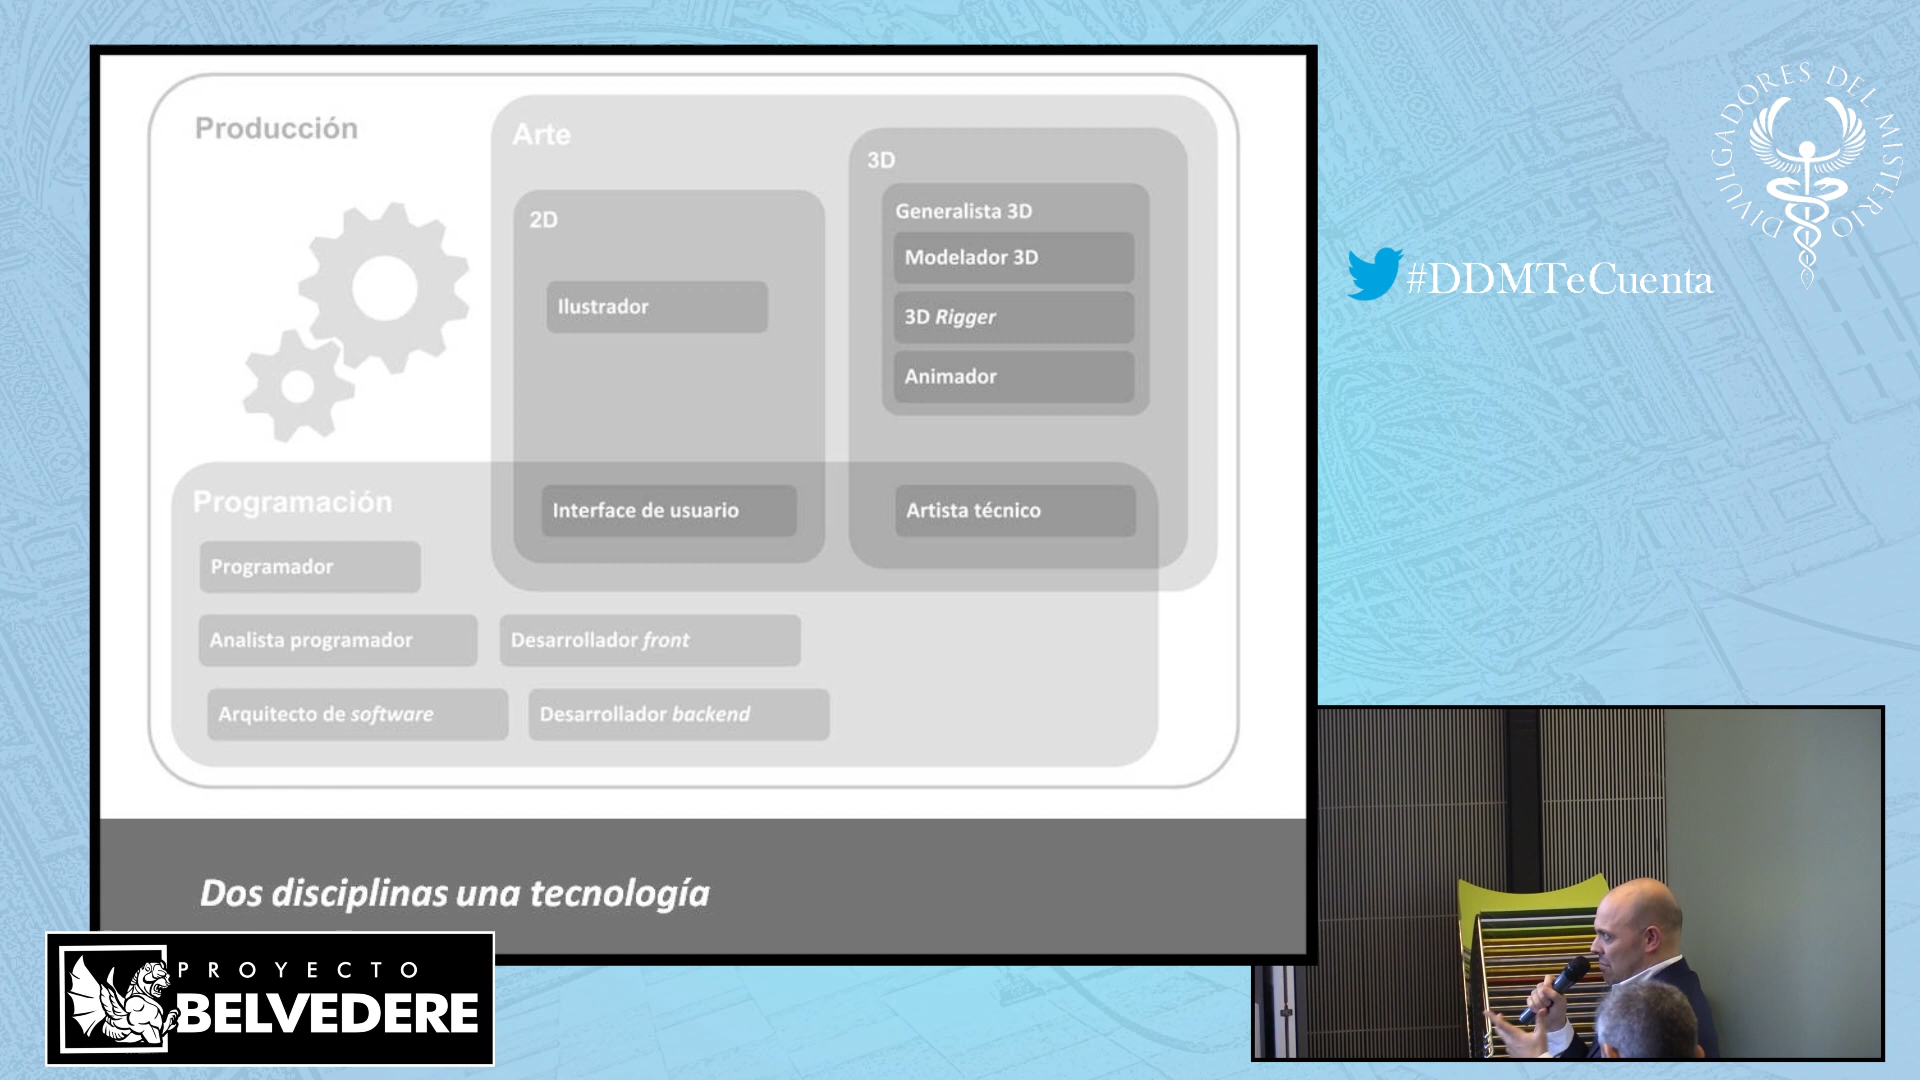 Producción
Arte
2D
Ilustrador
3D
Generalista 3D
Modelador 3D
3D Rigger
Animador
Programación
Interface de usuario
Artista técnico
Programador
Analista programador
Desarrollador front
Arquitecto de software
Desarrollador backend
Dos disciplinas una tecnología
PROYECTO
BELVEDERE
#DDMTeCuenta
DIVULGADORES DEL MISTERIO